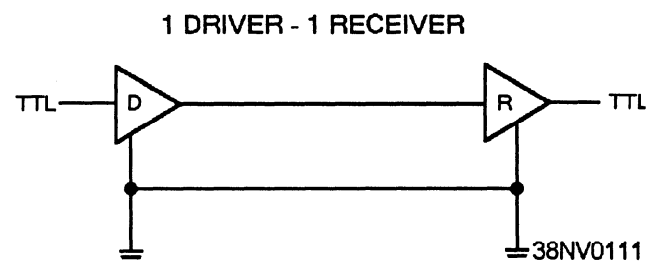 1 DRIVER - 1 RECEIVER
TTL D R TTL
38NV0111